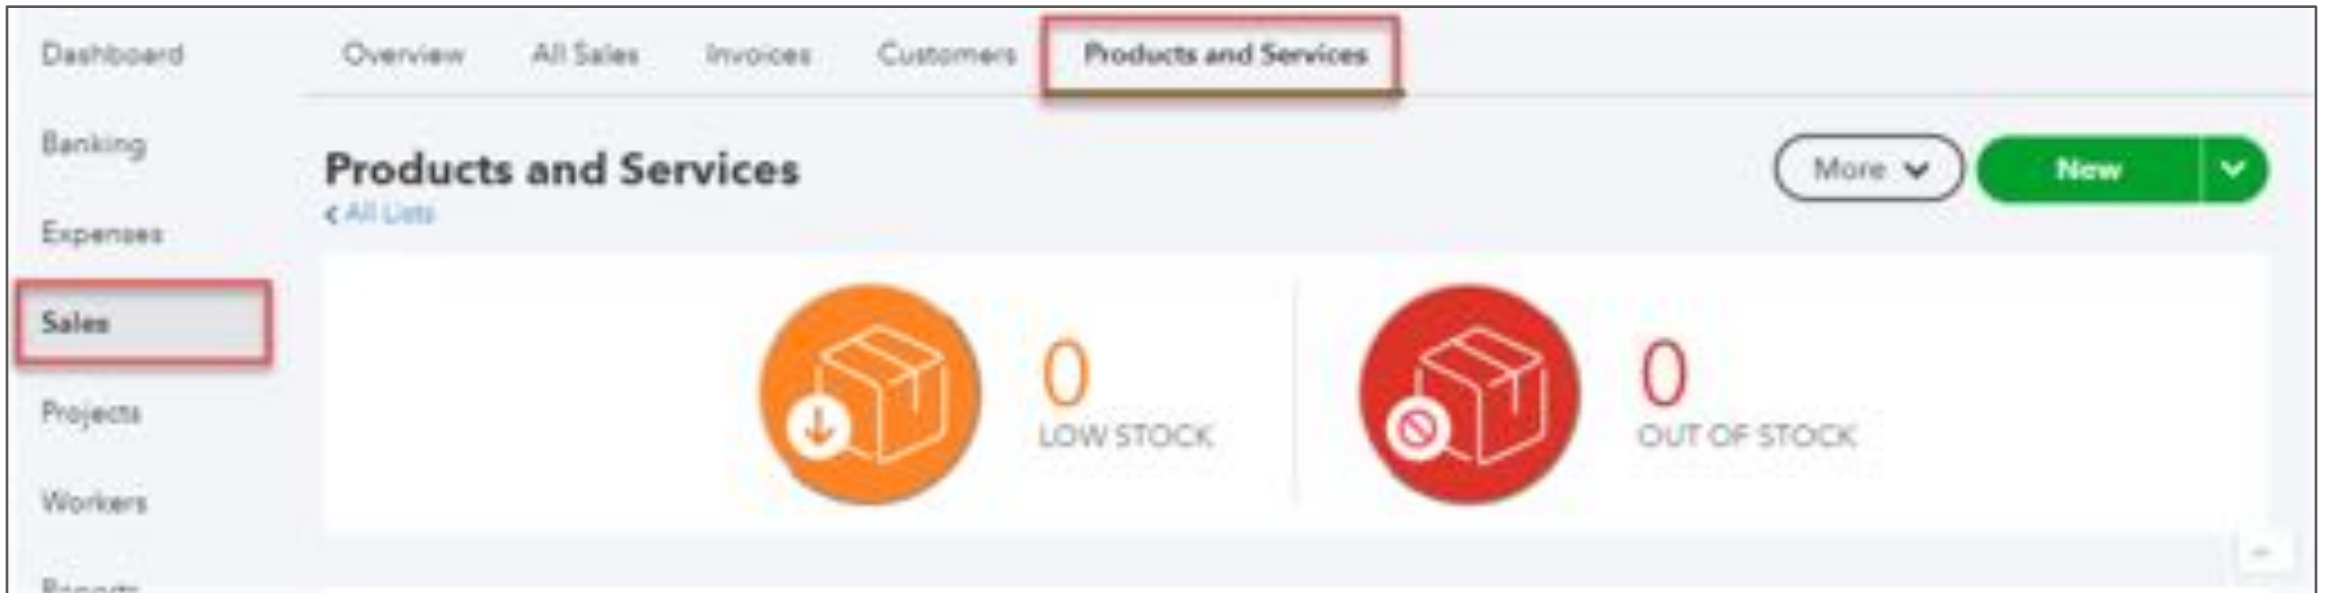 Dashboard
Overview All Sales Invoices Customers Products and Services
Banking
Products and Services
More New
< All Lists
Expenses
Sales
0
LOW STOCK
0
OUT OF STOCK
Projects
Workers
Reports